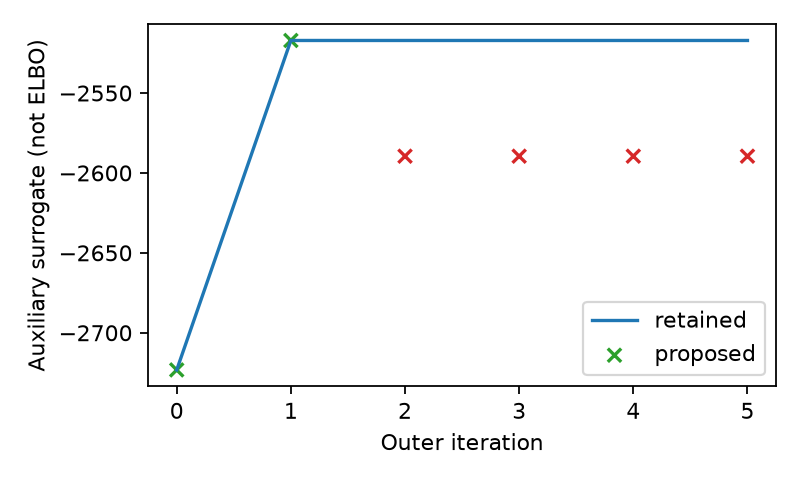 Auxiliary surrogate (not ELBO)
−2550
−2600
−2650
−2700
retained
proposed
0 1 2 3 4 5
Outer iteration